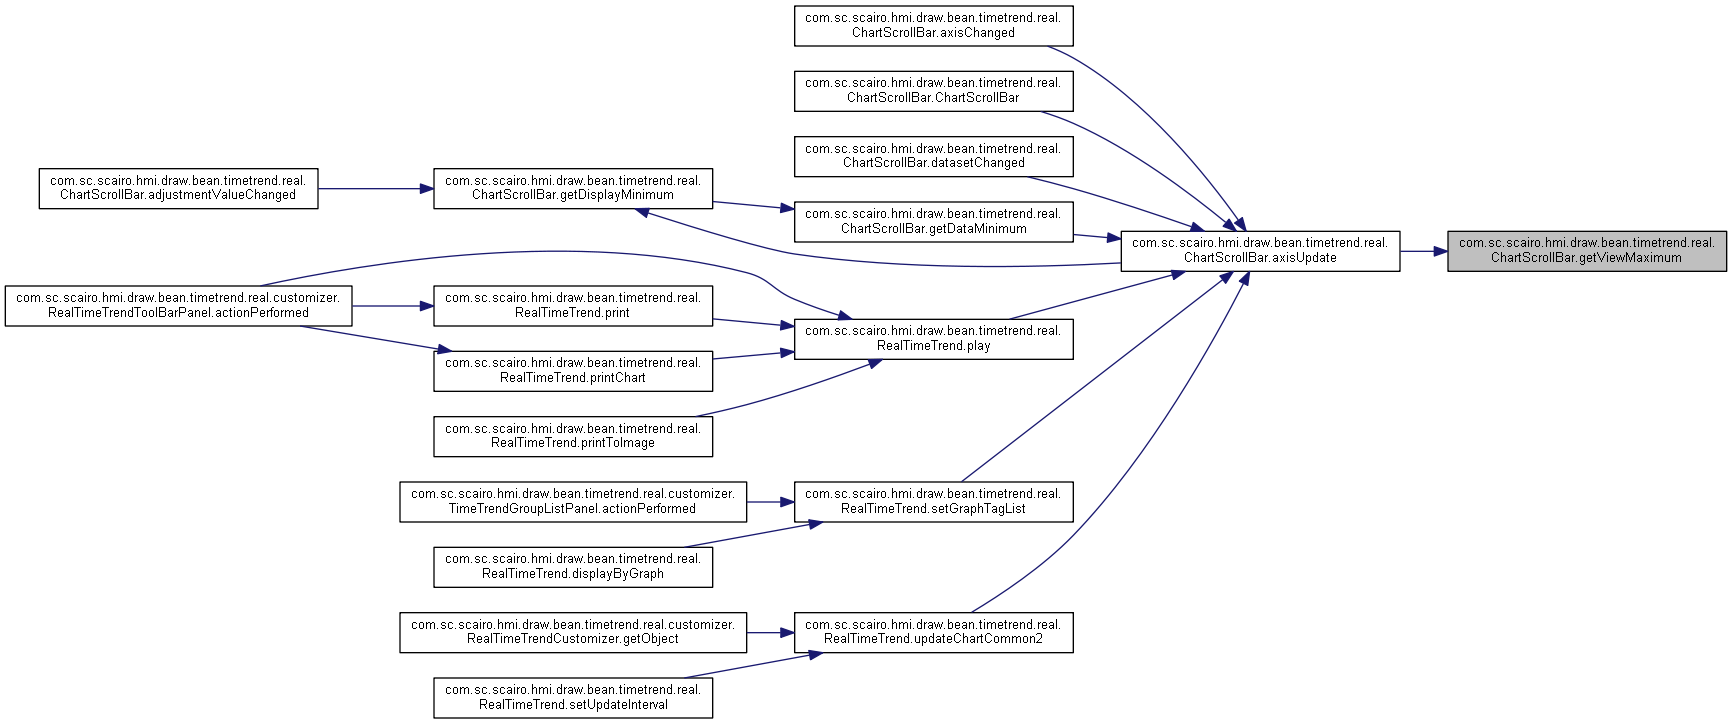 com.sc.scairo.hmi.draw.bean.timetrend.real.
ChartScrollBar.axisChanged
com.sc.scairo.hmi.draw.bean.timetrend.real.
ChartScrollBar.ChartScrollBar
com.sc.scairo.hmi.draw.bean.timetrend.real.
ChartScrollBar.datasetChanged
com.sc.scairo.hmi.draw.bean.timetrend.real.
ChartScrollBar.adjustmentValueChanged
com.sc.scairo.hmi.draw.bean.timetrend.real.
ChartScrollBar.getDisplayMinimum
com.sc.scairo.hmi.draw.bean.timetrend.real.
ChartScrollBar.getDataMinimum
com.sc.scairo.hmi.draw.bean.timetrend.real.
ChartScrollBar.axisUpdate
com.sc.scairo.hmi.draw.bean.timetrend.real.
ChartScrollBar.getViewMaximum
com.sc.scairo.hmi.draw.bean.timetrend.real.customizer.
RealTimeTrendToolBarPanel.actionPerformed
com.sc.scairo.hmi.draw.bean.timetrend.real.
RealTimeTrend.print
com.sc.scairo.hmi.draw.bean.timetrend.real.
RealTimeTrend.play
com.sc.scairo.hmi.draw.bean.timetrend.real.
RealTimeTrend.printChart
com.sc.scairo.hmi.draw.bean.timetrend.real.
RealTimeTrend.printToImage
com.sc.scairo.hmi.draw.bean.timetrend.real.customizer.
TimeTrendGroupListPanel.actionPerformed
com.sc.scairo.hmi.draw.bean.timetrend.real.
RealTimeTrend.setGraphTagList
com.sc.scairo.hmi.draw.bean.timetrend.real.
RealTimeTrend.displayByGraph
com.sc.scairo.hmi.draw.bean.timetrend.real.customizer.
RealTimeTrendCustomizer.getObject
com.sc.scairo.hmi.draw.bean.timetrend.real.
RealTimeTrend.updateChartCommon2
com.sc.scairo.hmi.draw.bean.timetrend.real.
RealTimeTrend.setUpdateInterval